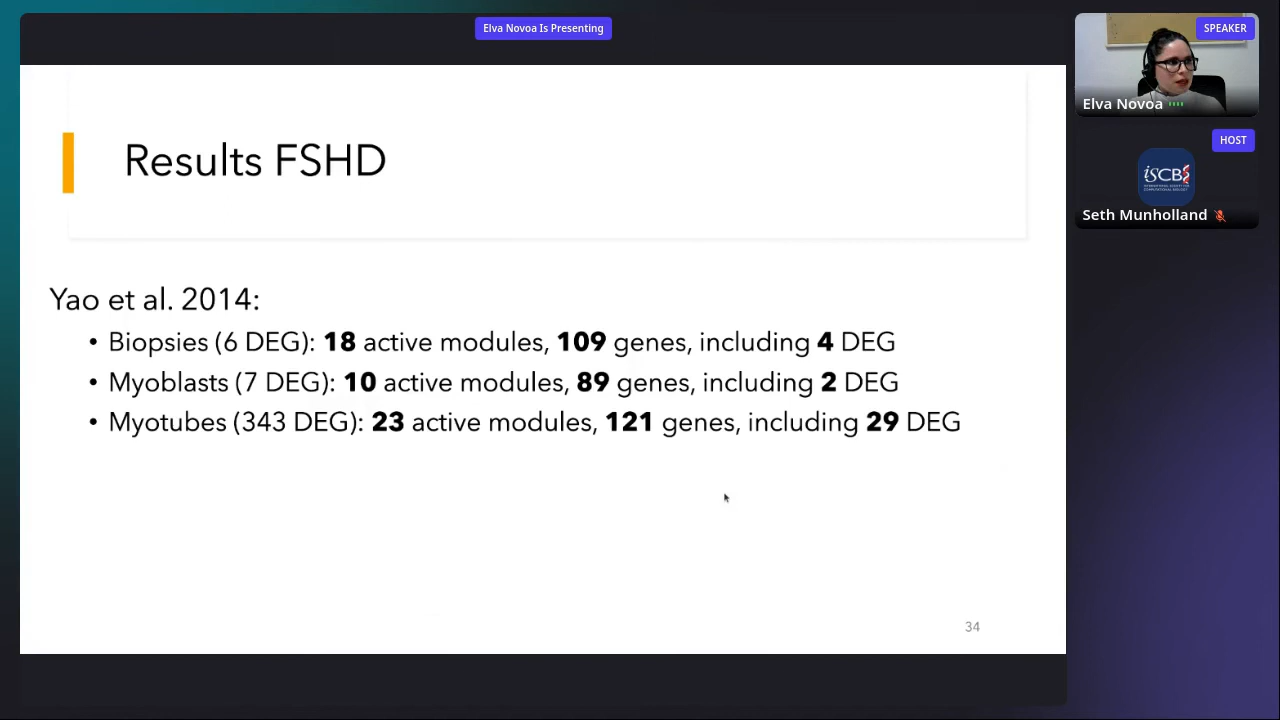 Elva Novoa Is Presenting
SPEAKER
Elva Novoa
HOST
iSCB
Seth Munholland
Results FSHD
Yao et al. 2014:
• Biopsies (6 DEG): 18 active modules, 109 genes, including 4 DEG
• Myoblasts (7 DEG): 10 active modules, 89 genes, including 2 DEG
• Myotubes (343 DEG): 23 active modules, 121 genes, including 29 DEG
34